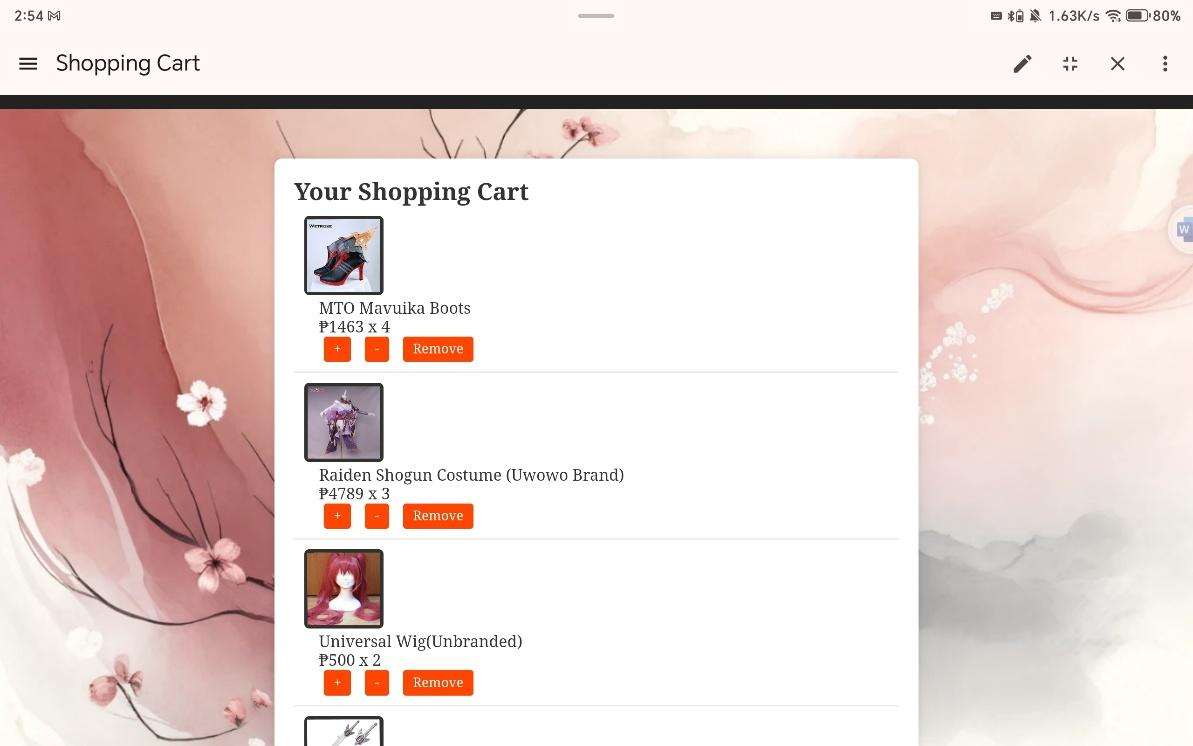 2:54
1.63K/s
80%
Shopping Cart
Your Shopping Cart
MTO Mavuika Boots
₱1463 x 4
+ - Remove
Raiden Shogun Costume (Uwowo Brand)
₱4789 x 3
+ - Remove
W
Universal Wig(Unbranded)
₱500 x 2
+ - Remove